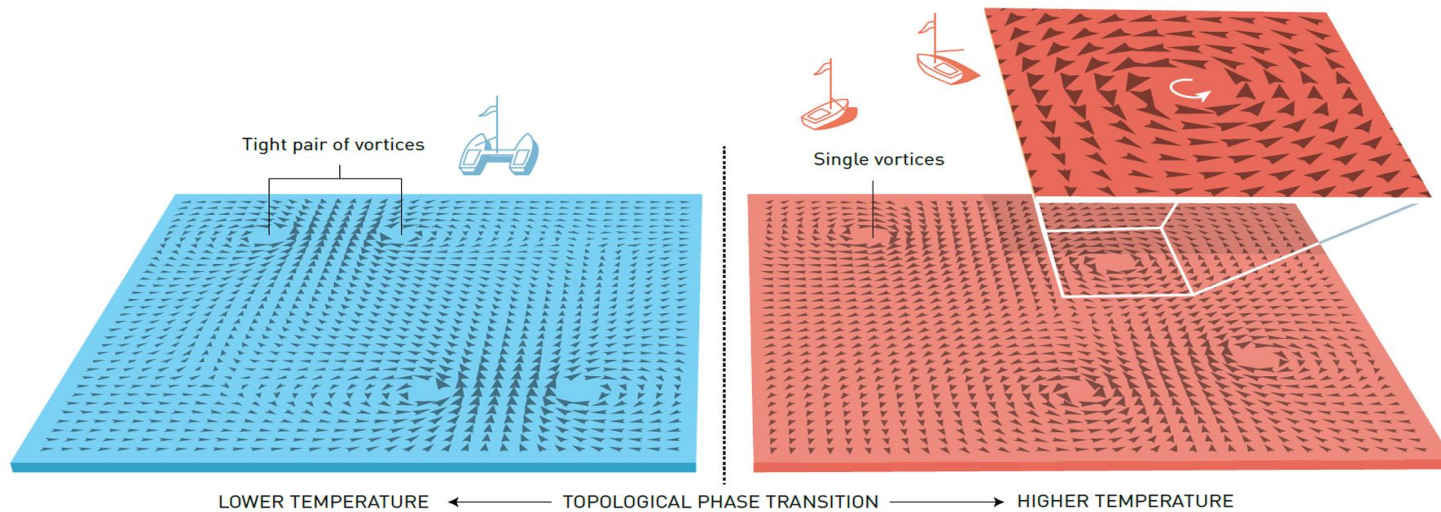 Tight pair of vortices
Single vortices
LOWER TEMPERATURE
TOPOLOGICAL PHASE TRANSITION
HIGHER TEMPERATURE